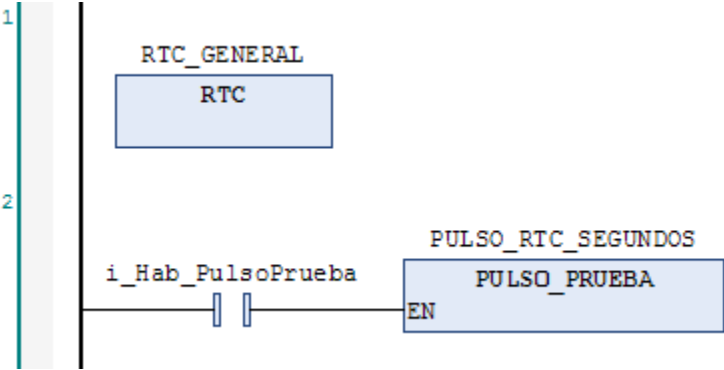 1
RTC_GENERAL
RTC
2
PULSO_RTC_SEGUNDOS
i_Hab_PulsoPrueba
PULSO_PRUEBA
EN